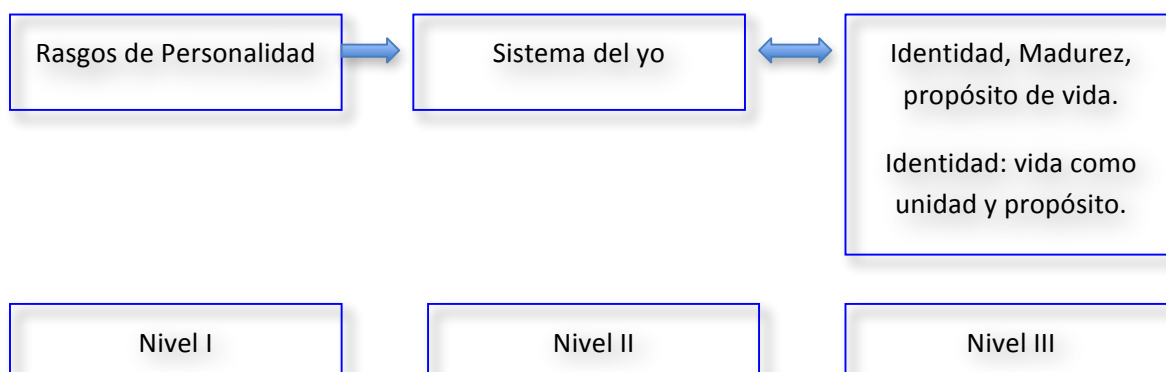 Rasgos de Personalidad
Sistema del yo
Identidad, Madurez,
propósito de vida.
Identidad: vida como
unidad y propósito.
Nivel I
Nivel II
Nivel III